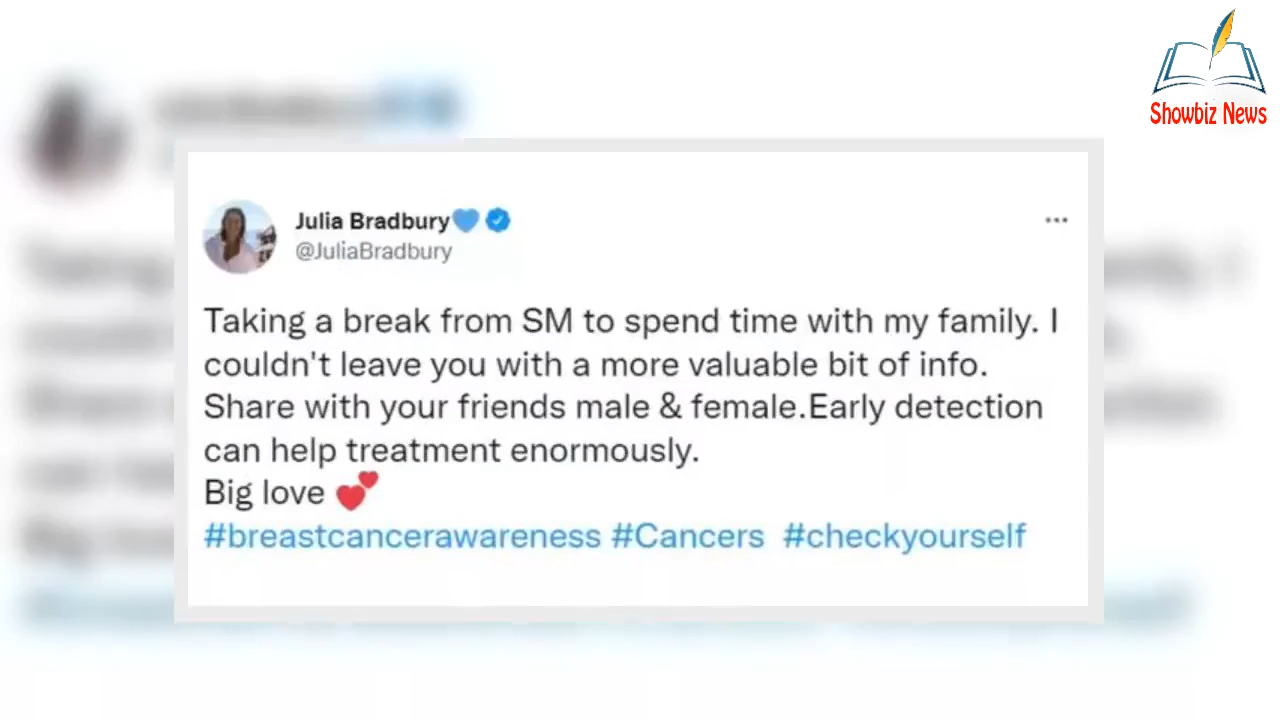 Showbiz News
Julia Bradbury💙
@JuliaBradbury
Taking a break from SM to spend time with my family. I
couldn't leave you with a more valuable bit of info.
Share with your friends male & female.Early detection
can help treatment enormously.
Big love 💕
#breastcancerawareness #Cancers #checkyourself